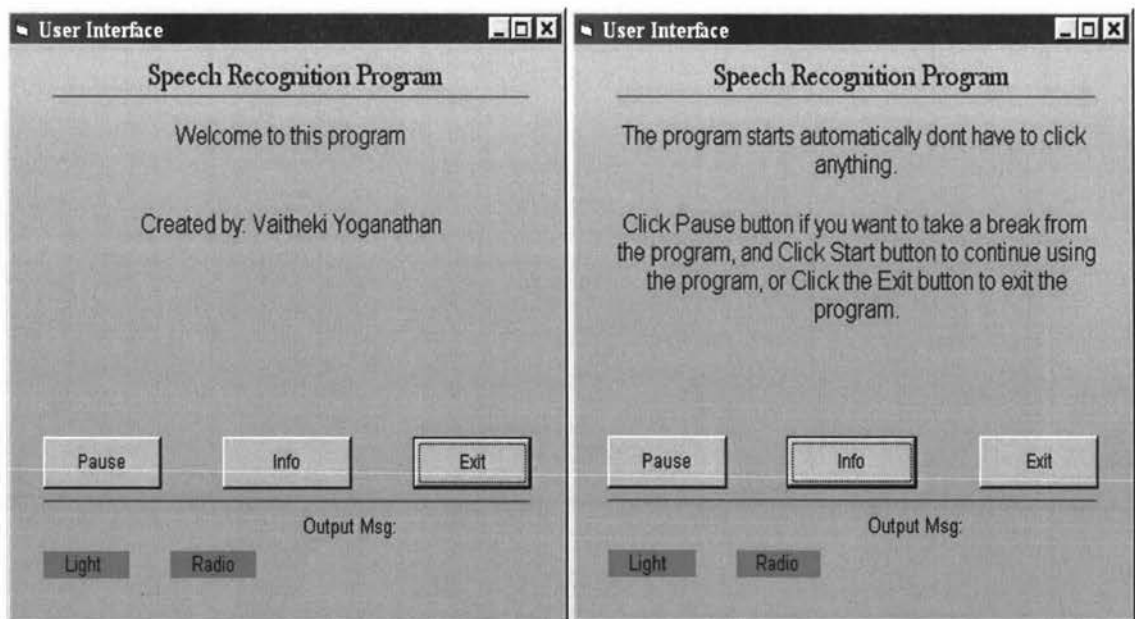 User Interface
Speech Recognition Program
Welcome to this program
Created by: Vaitheki Yoganathan
Pause
Info
Exit
Output Msg:
Light
Radio
User Interface
Speech Recognition Program
The program starts automatically dont have to click
anything.
Click Pause button if you want to take a break from
the program, and Click Start button to continue using
the program, or Click the Exit button to exit the
program.
Pause
Info
Exit
Output Msg:
Light
Radio